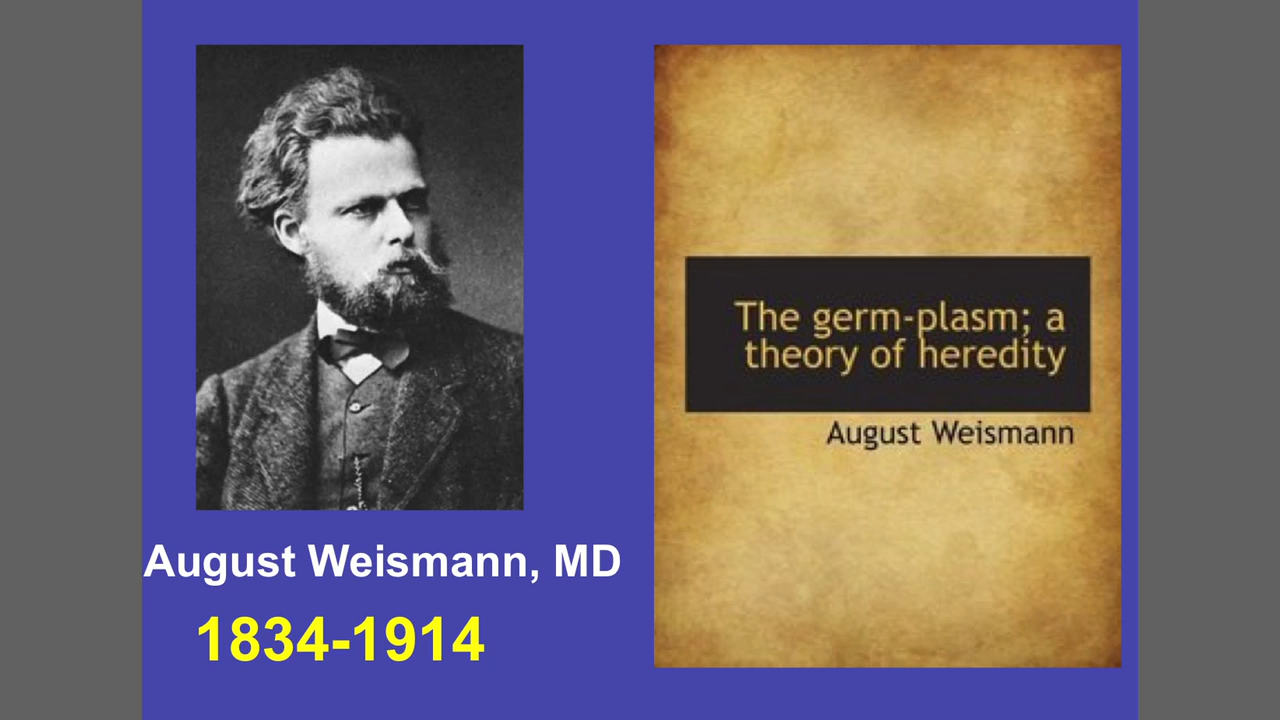 August Weismann, MD
1834-1914
The germ-plasm; a
theory of heredity
August Weismann